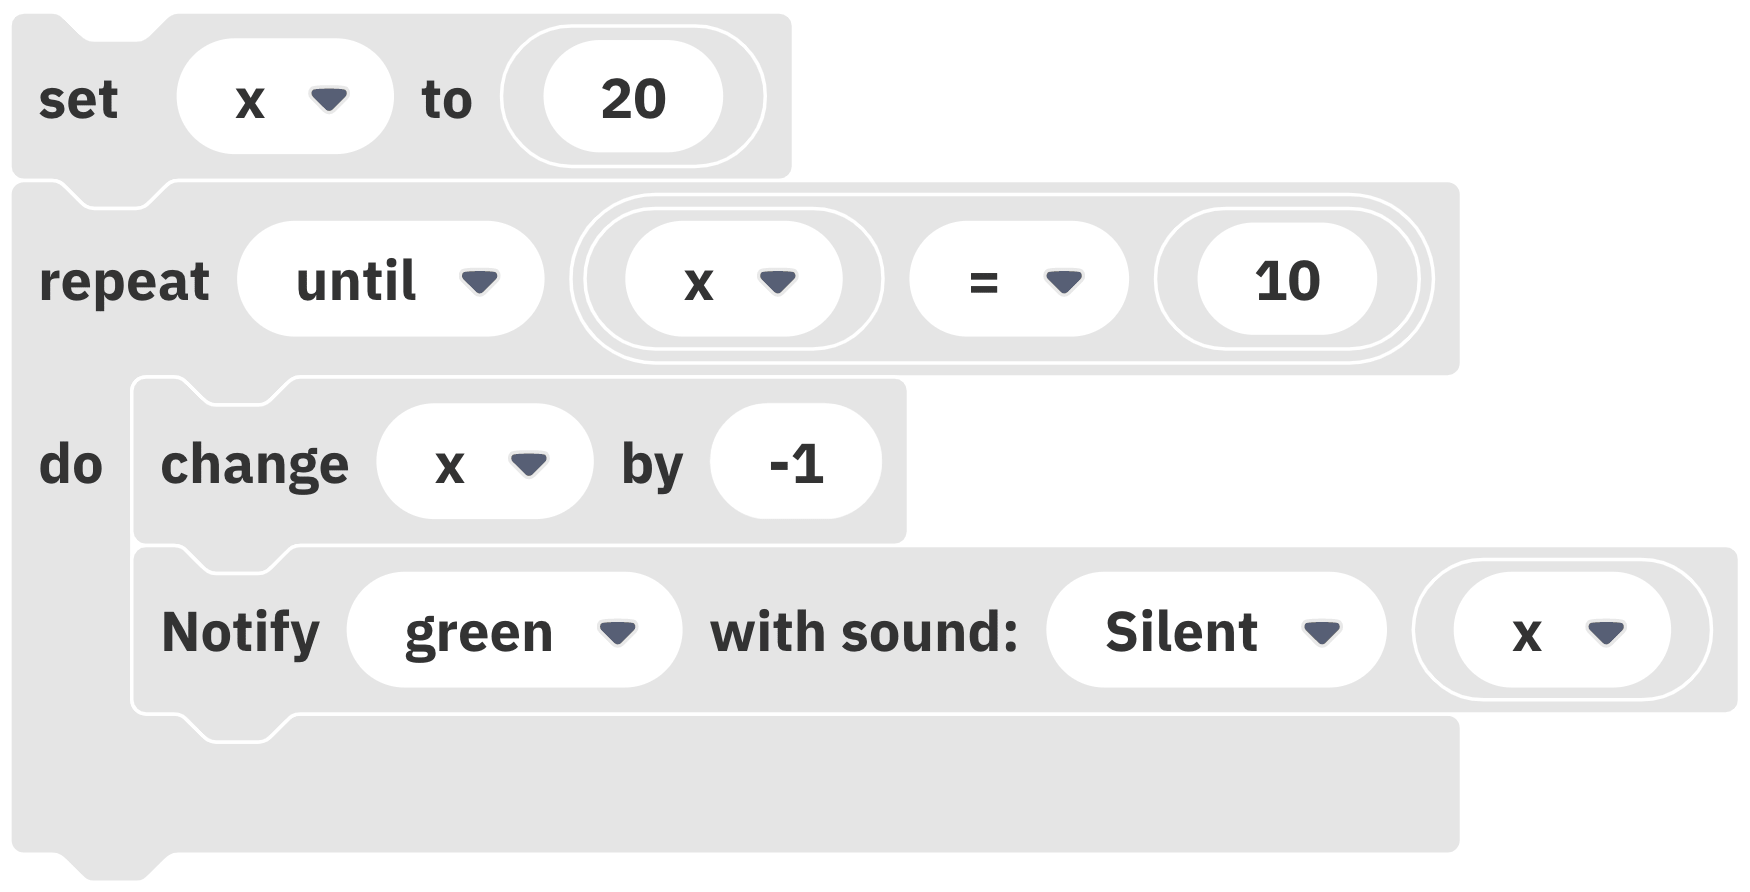 set x to 20
repeat until x = 10
do change x by -1
Notify green with sound: Silent x